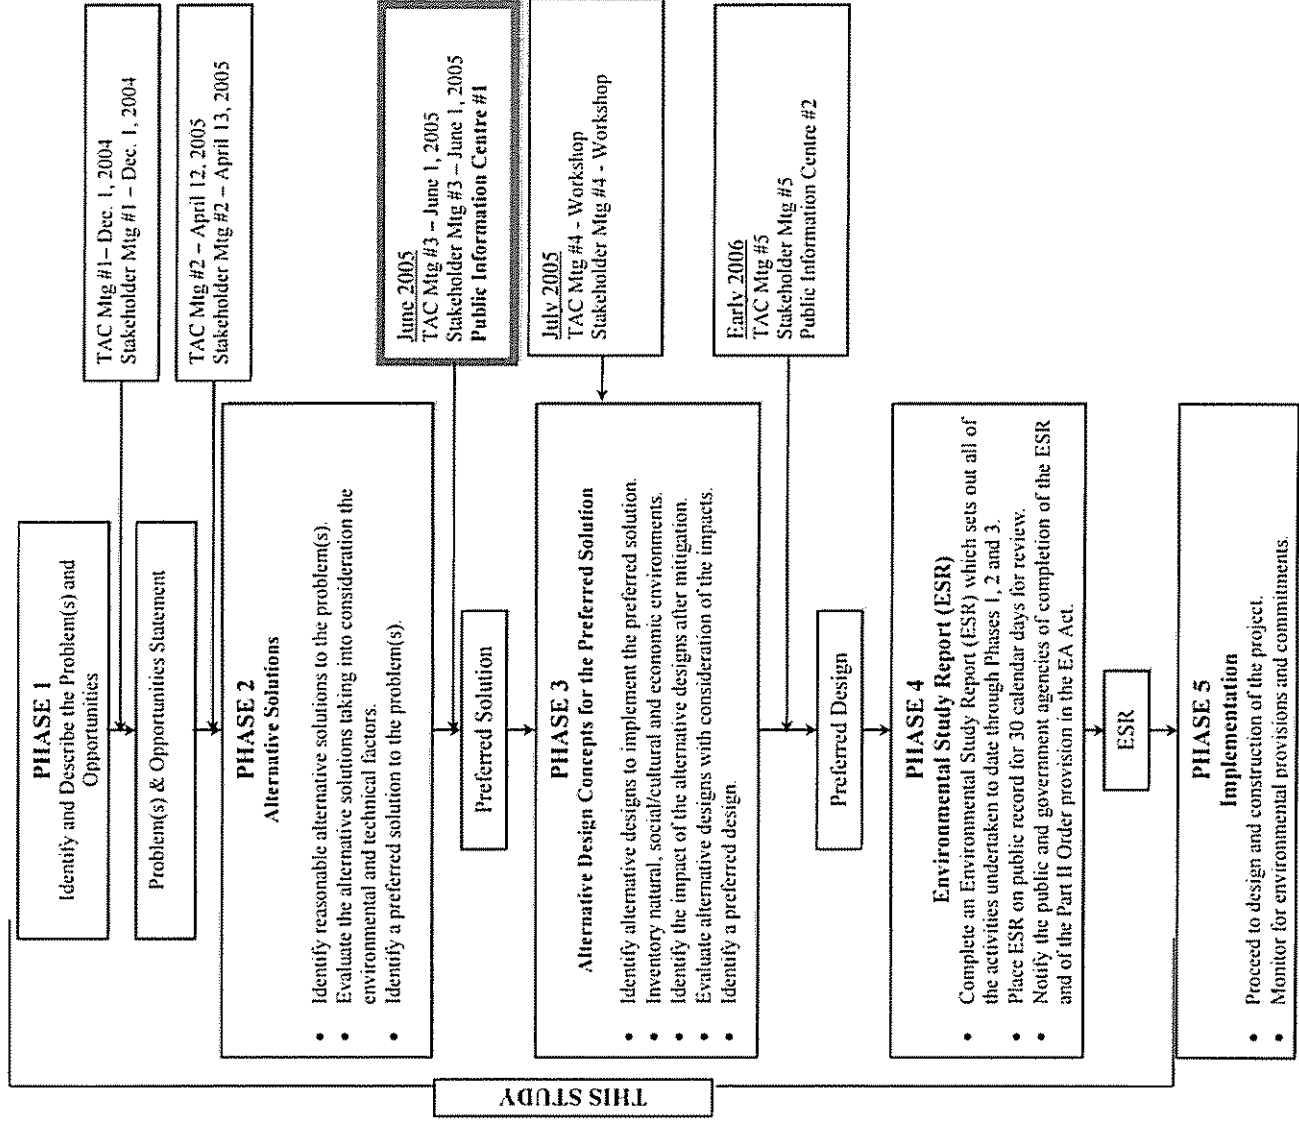 PHASE 1
Identify and Describe the Problem(s) and
Opportunities
TAC Mtg #1– Dec. 1, 2004
Stakeholder Mtg #1 – Dec. 1, 2004
Problem(s) & Opportunities Statement
TAC Mtg #2 – April 12, 2005
Stakeholder Mtg #2 – April 13, 2005
PHASE 2
Alternative Solutions
• Identify reasonable alternative solutions to the problem(s).
• Evaluate the alternative solutions taking into consideration the
environmental and technical factors.
• Identify a preferred solution to the problem(s).
June 2005
TAC Mtg #3 – June 1, 2005
Stakeholder Mtg #3 – June 1, 2005
Public Information Centre #1
Preferred Solution
PHASE 3
Alternative Design Concepts for the Preferred Solution
• Identify alternative designs to implement the preferred solution.
• Inventory natural, social/cultural and economic environments.
• Identify the impact of the alternative designs after mitigation.
• Evaluate alternative designs with consideration of the impacts.
• Identify a preferred design.
July 2005
TAC Mtg #4 - Workshop
Stakeholder Mtg #4 - Workshop
Early 2006
TAC Mtg #5
Stakeholder Mtg #5
Public Information Centre #2
Preferred Design
PHASE 4
Environmental Study Report (ESR)
• Complete an Environmental Study Report (ESR) which sets out all of
the activities undertaken to date through Phases 1, 2 and 3.
• Place ESR on public record for 30 calendar days for review.
• Notify the public and government agencies of completion of the ESR
and of the Part II Order provision in the EA Act.
ESR
PHASE 5
Implementation
• Proceed to design and construction of the project.
• Monitor for environmental provisions and commitments.
THIS STUDY